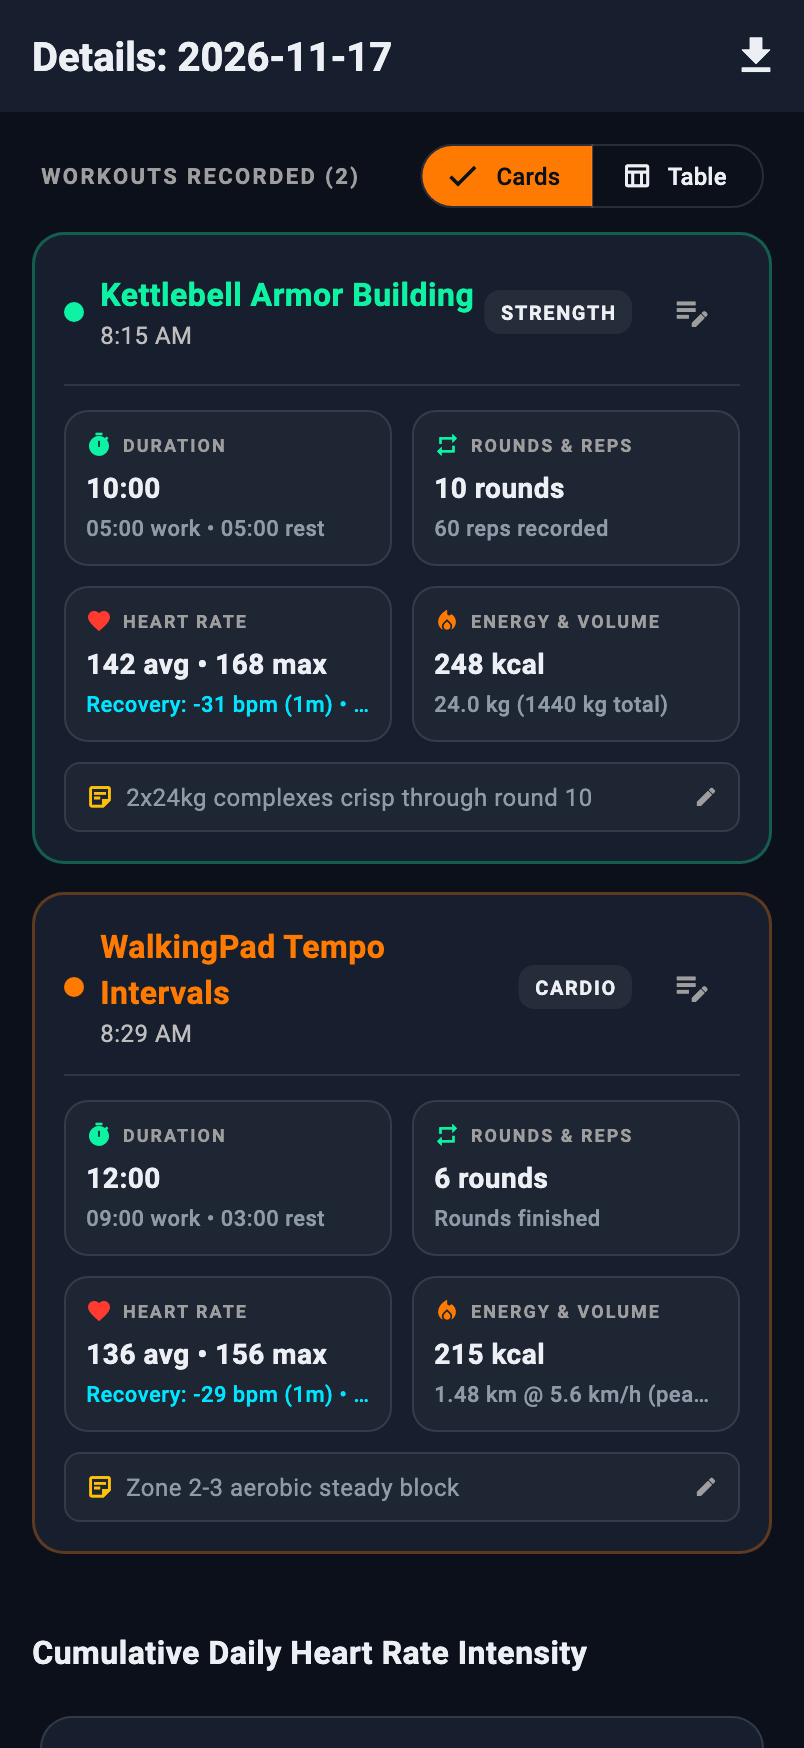 Details: 2026-11-17
WORKOUTS RECORDED (2)
Cards
Table
Kettlebell Armor Building
8:15 AM
STRENGTH
DURATION
10:00
05:00 work • 05:00 rest
ROUNDS & REPS
10 rounds
60 reps recorded
HEART RATE
142 avg • 168 max
Recovery: -31 bpm (1m) • …
ENERGY & VOLUME
248 kcal
24.0 kg (1440 kg total)
2x24kg complexes crisp through round 10
WalkingPad Tempo
Intervals
8:29 AM
CARDIO
DURATION
12:00
09:00 work • 03:00 rest
ROUNDS & REPS
6 rounds
Rounds finished
HEART RATE
136 avg • 156 max
Recovery: -29 bpm (1m) • …
ENERGY & VOLUME
215 kcal
1.48 km @ 5.6 km/h (pea…
Zone 2-3 aerobic steady block
Cumulative Daily Heart Rate Intensity